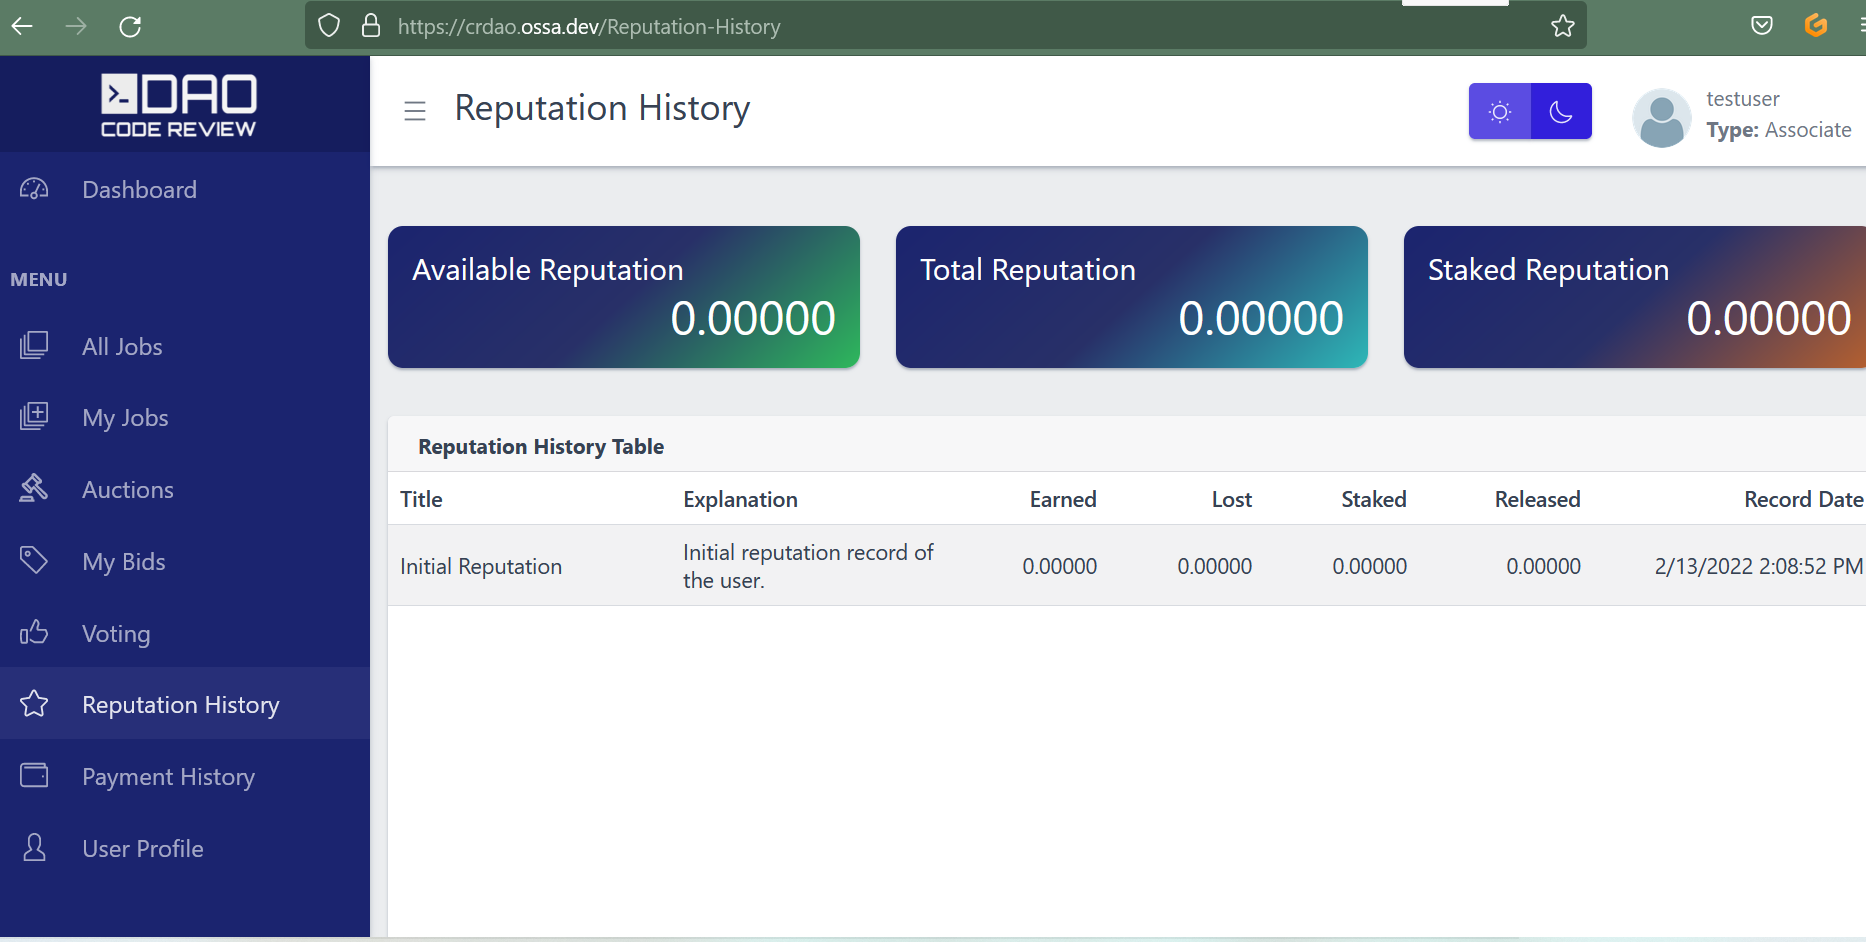 https://crdao.ossa.dev/Reputation-History
>_DAO
CODE REVIEW
Dashboard
MENU
All Jobs
My Jobs
Auctions
My Bids
Voting
Reputation History
Payment History
User Profile
Reputation History
testuser
Type: Associate
Available Reputation
0.00000
Total Reputation
0.00000
Staked Reputation
0.00000
Reputation History Table
Title Explanation Earned Lost Staked Released Record Date
Initial Reputation Initial reputation record of the user. 0.00000 0.00000 0.00000 0.00000 2/13/2022 2:08:52 PM